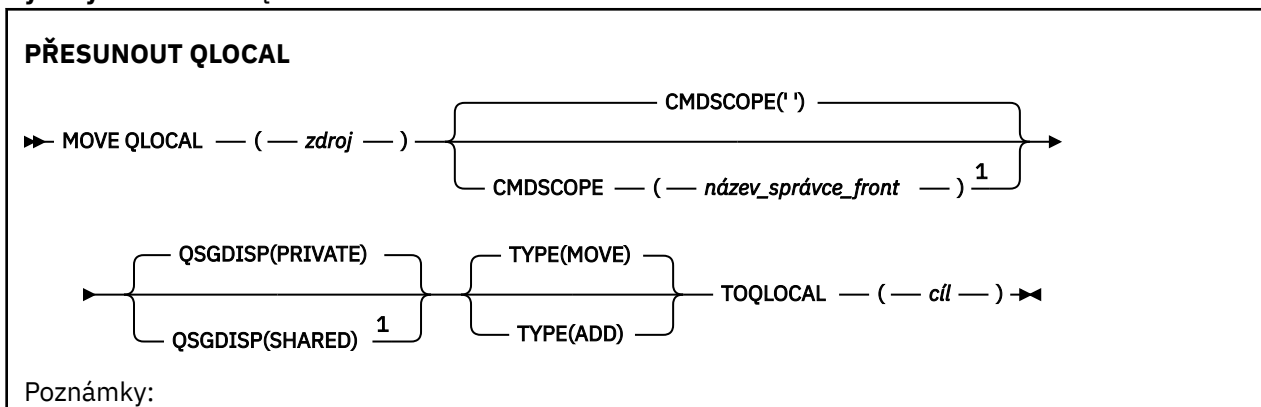 PŘESUNOUT QLOCAL
CMDSCOPE(' ')
MOVE QLOCAL ( zdroj )
CMDSCOPE ( název_správce_front ) 1
QSGDISP(PRIVATE) TYPE(MOVE)
TOQLOCAL ( cíl )
QSGDISP(SHARED) 1 TYPE(ADD)
Poznámky: